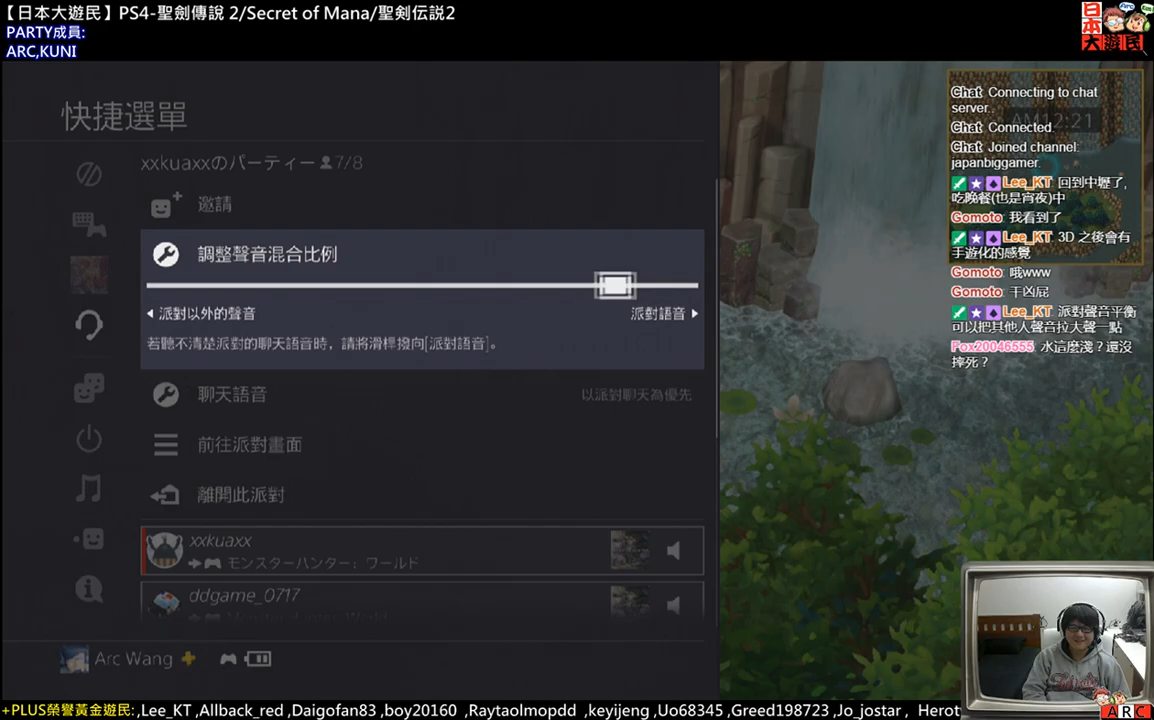 【日本大遊民】PS4-聖劍傳說 2/Secret of Mana/聖剣伝説2
PARTY成員:
ARC,KUNI
日本
大遊民
快捷選單
xxkuaxxのパーティー 7/8
邀請
調整聲音混合比例
派對以外的聲音
派對語音
若聽不清楚派對的聊天語音時，請將滑桿撥向[派對語音]。
聊天語音
以派對聊天為優先
前往派對畫面
離開此派對
xxkuaxx
モンスターハンター：ワールド
ddgame_0717
Arc Wang
AM12:21
Chat Connecting to chat
server..
Chat Connected
Chat Joined channel:
japanbiggamer.
Lee_KT 回到中壢了,
吃晚餐(也是宵夜)中
Gomoto 我看到了
Lee_KT 3D 之後會有
手遊化的感覺
Gomoto 哦www
Gomoto 干凶屁
Lee_KT 派對聲音平衡
可以把其他人聲音拉大聲一點
Fox20046555 水這麼淺？還沒
摔死？
ARC
+PLUS榮譽黃金遊民:,Lee_KT ,Allback_red ,Daigofan83 ,boy20160 ,Raytaolmopdd ,keyijeng ,Uo68345 ,Greed198723 ,Jo_jostar , Herot